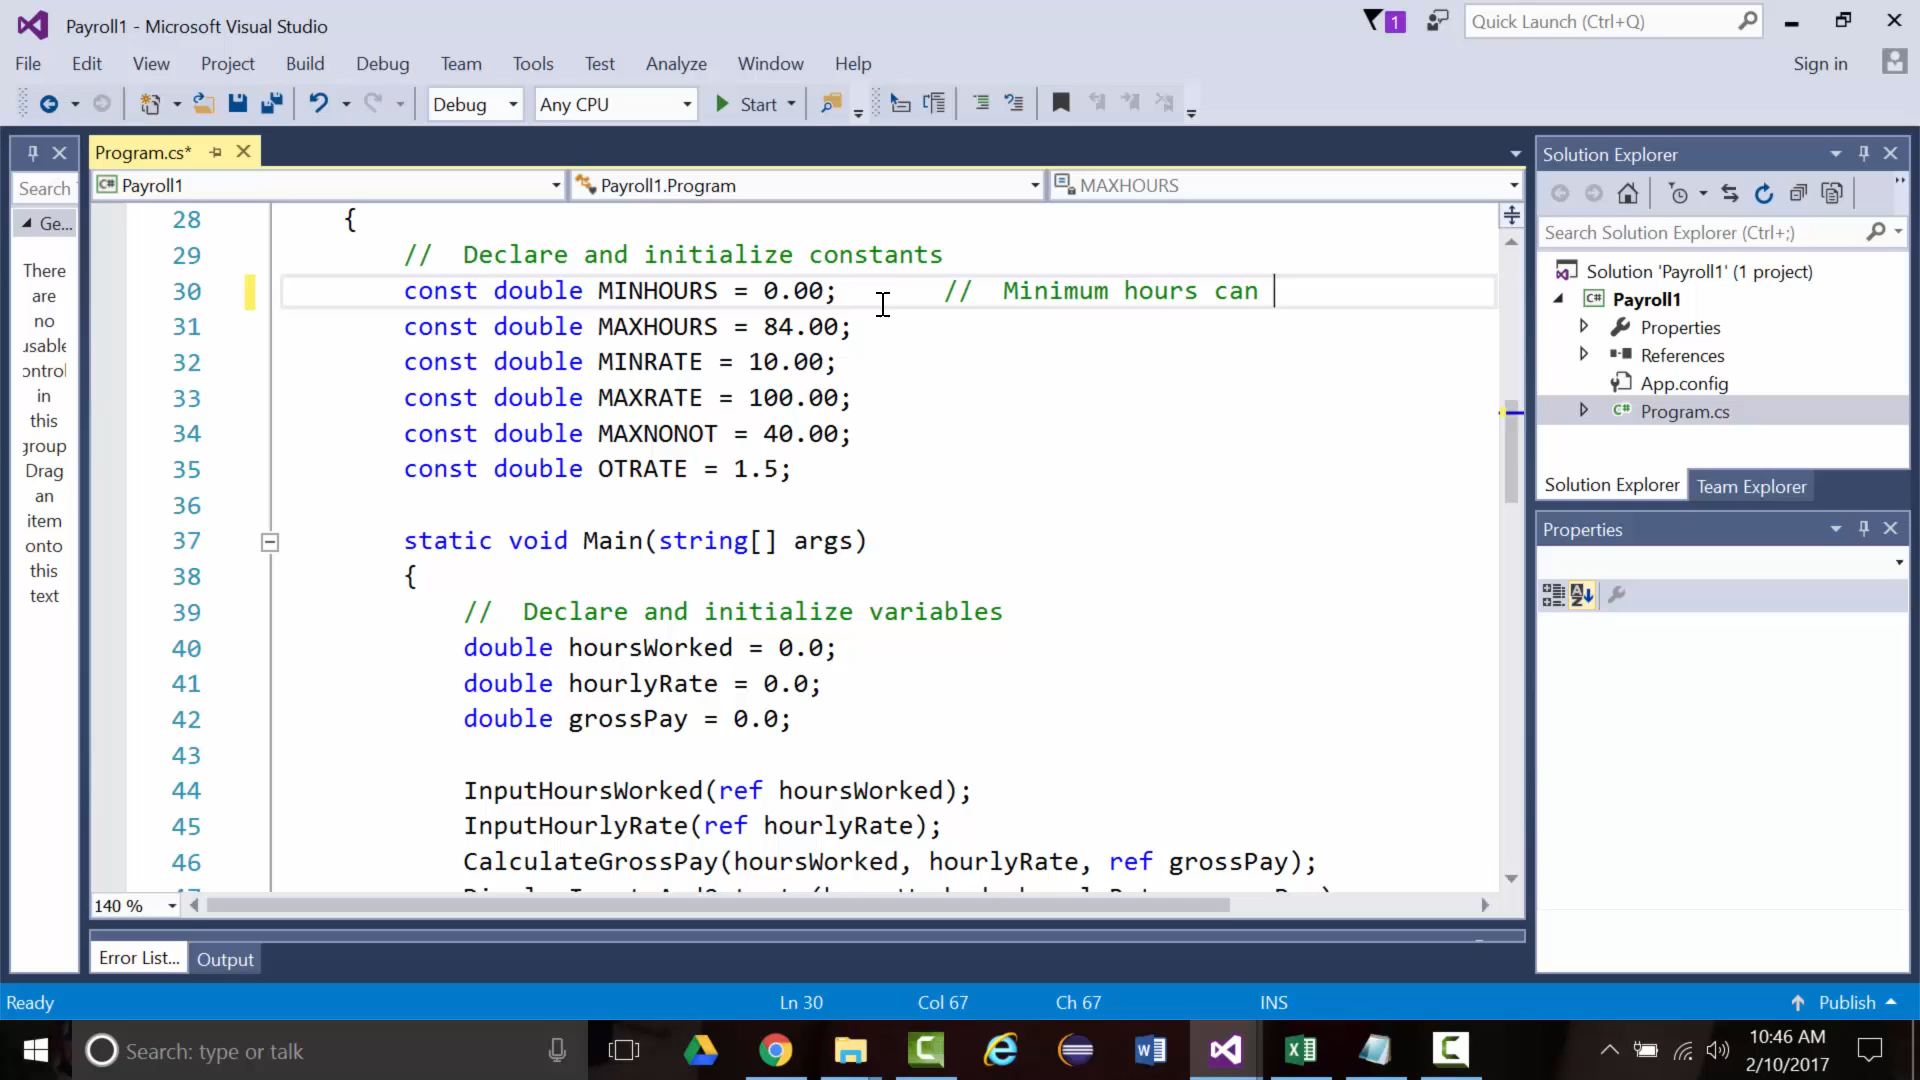 Payroll1 - Microsoft Visual Studio
1
Quick Launch (Ctrl+Q)
File Edit View Project Build Debug Team Tools Test Analyze Window Help
Sign in
Debug Any CPU Start
Program.cs*
Search
Ge...
There
are
no
in
this
group
Drag
an
item
onto
this
text
Payroll1 Payroll1.Program MAXHOURS
28 {
29 // Declare and initialize constants
30 const double MINHOURS = 0.00; // Minimum hours can
31 const double MAXHOURS = 84.00;
32 const double MINRATE = 10.00;
33 const double MAXRATE = 100.00;
34 const double MAXNONOT = 40.00;
35 const double OTRATE = 1.5;
36
37 static void Main(string[] args)
38 {
39 // Declare and initialize variables
40 double hoursWorked = 0.0;
41 double hourlyRate = 0.0;
42 double grossPay = 0.0;
43
44 InputHoursWorked(ref hoursWorked);
45 InputHourlyRate(ref hourlyRate);
46 CalculateGrossPay(hoursWorked, hourlyRate, ref grossPay);
140 %
Error List... Output
Solution Explorer
Search Solution Explorer (Ctrl+;)
Solution 'Payroll1' (1 project)
C# Payroll1
Properties
References
App.config
C# Program.cs
Solution Explorer Team Explorer
Properties
Ready Ln 30 Col 67 Ch 67 INS Publish
Search: type or talk
10:46 AM
2/10/2017